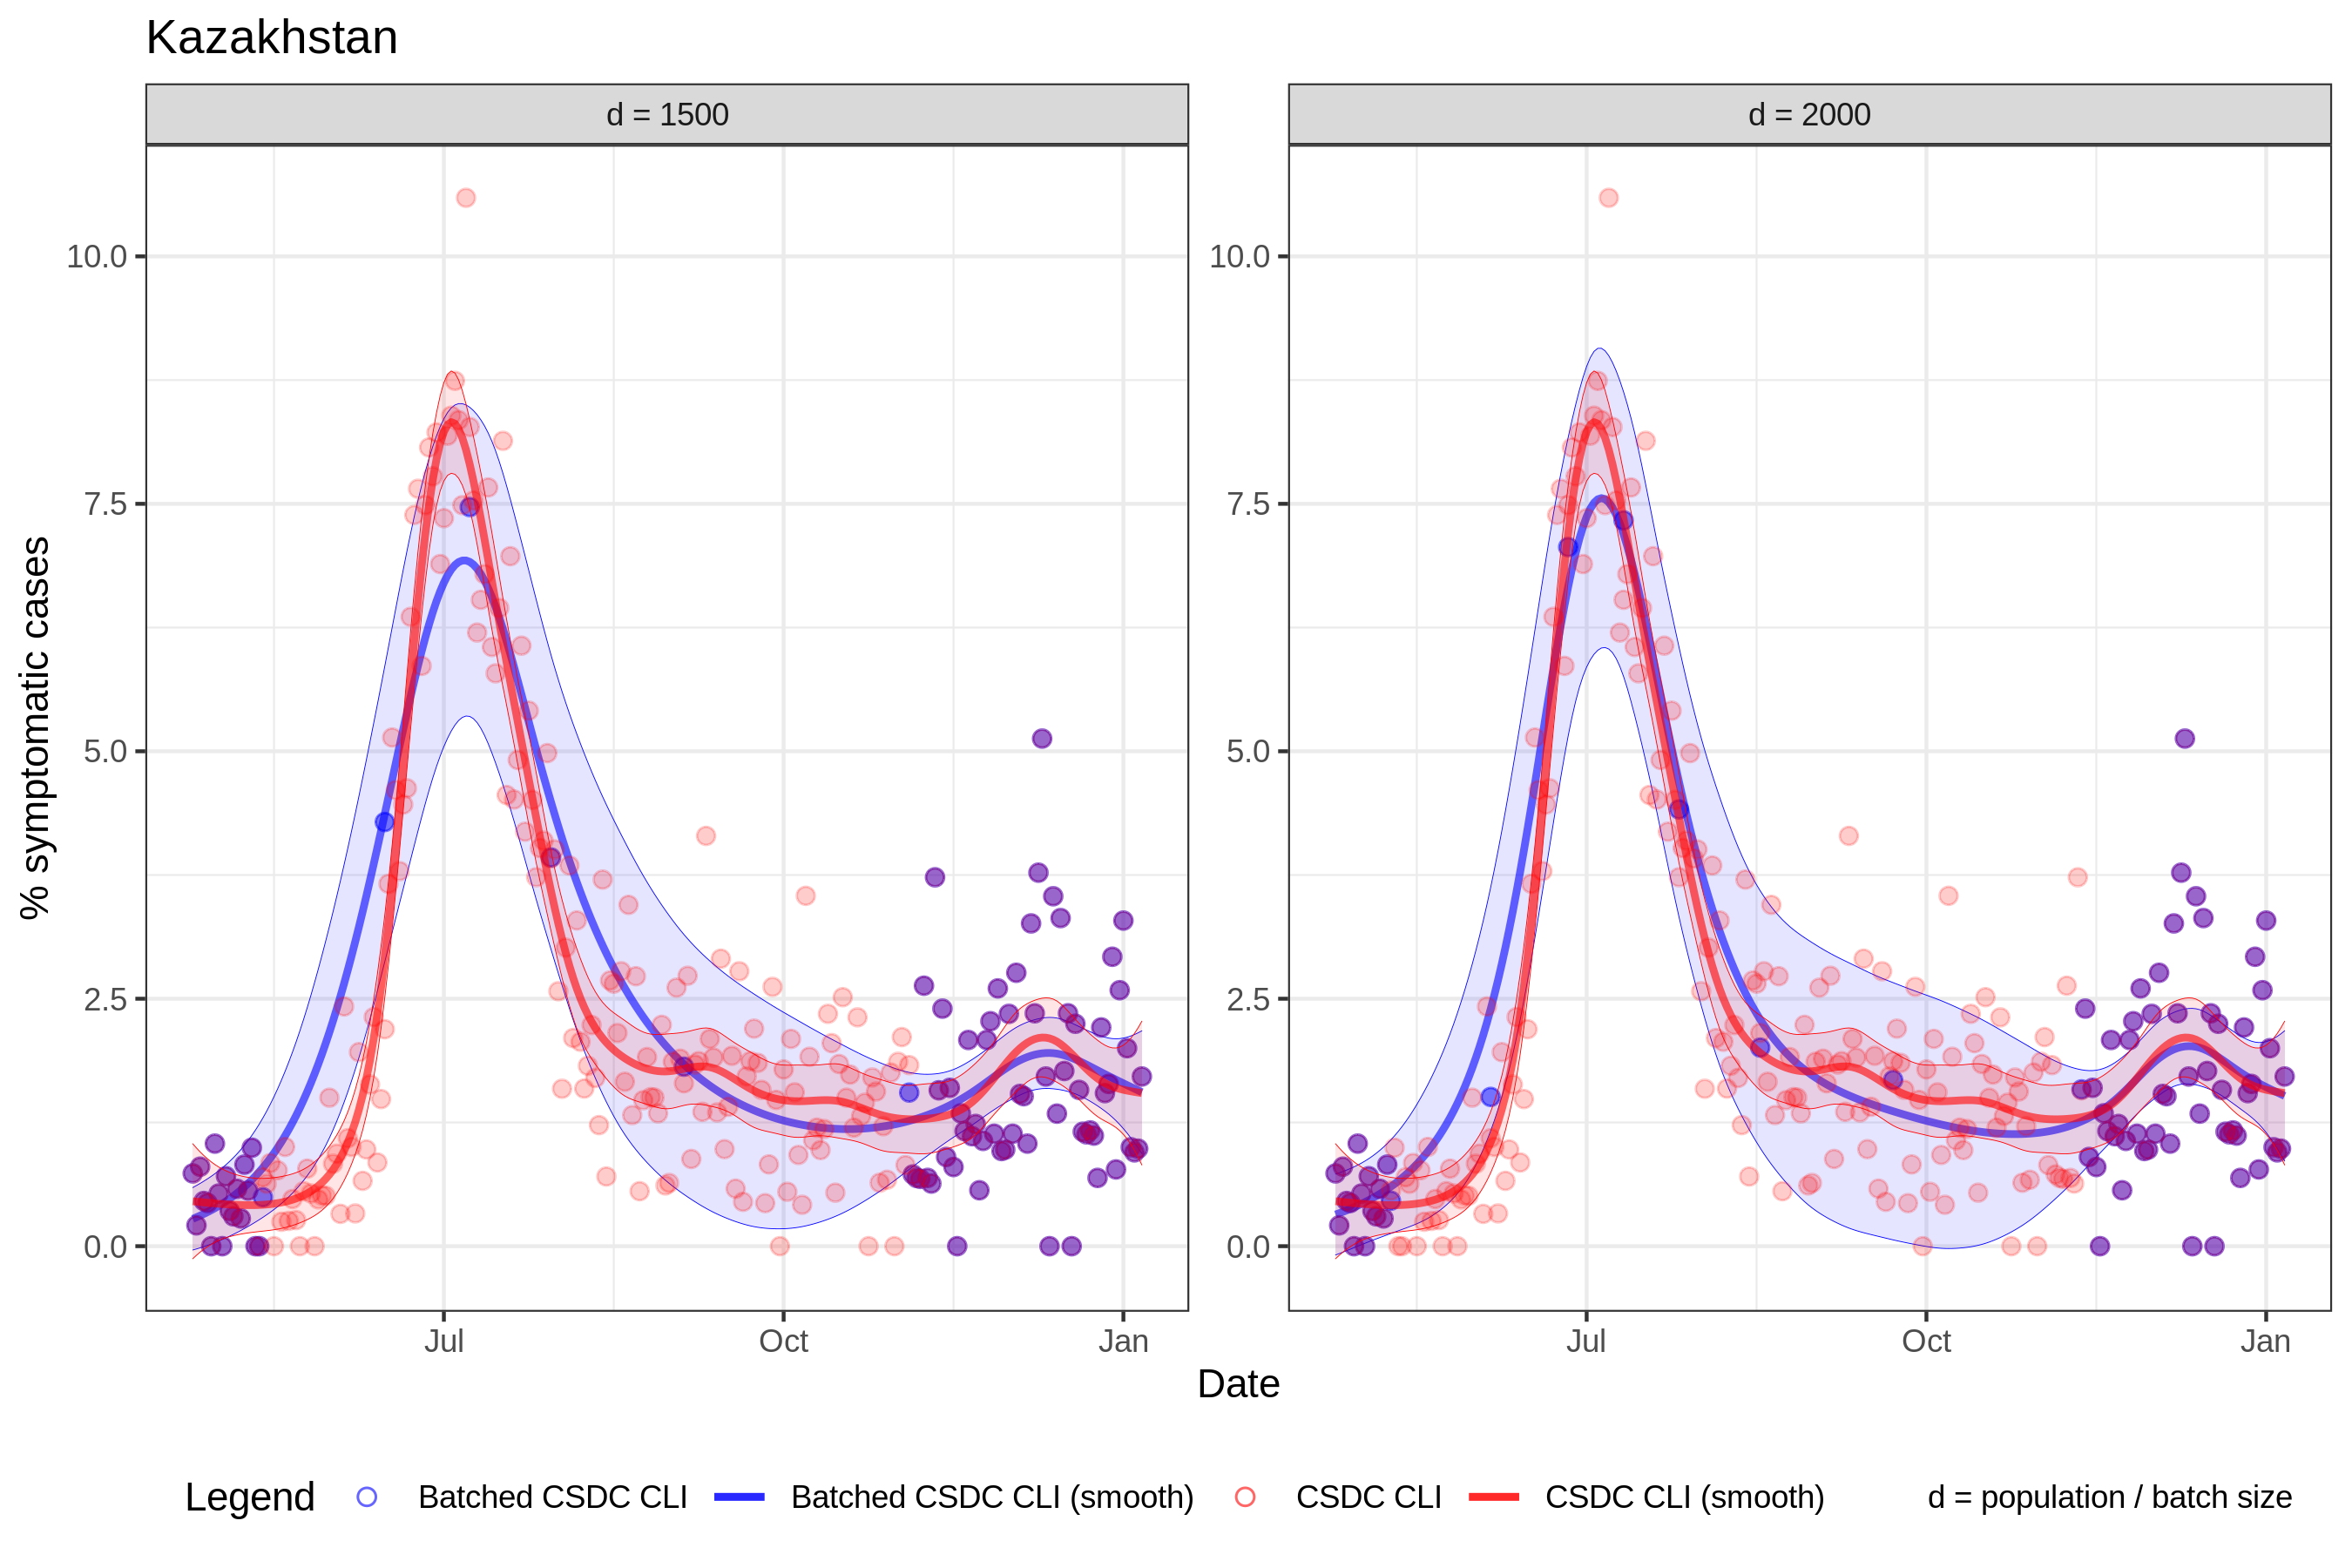 Kazakhstan
d = 1500
d = 2000
% symptomatic cases
10.0
7.5
5.0
2.5
0.0
10.0
7.5
5.0
2.5
0.0
Jul
Oct
Jan
Jul
Oct
Jan
Date
Legend
Batched CSDC CLI
Batched CSDC CLI (smooth)
CSDC CLI
CSDC CLI (smooth)
d = population / batch size